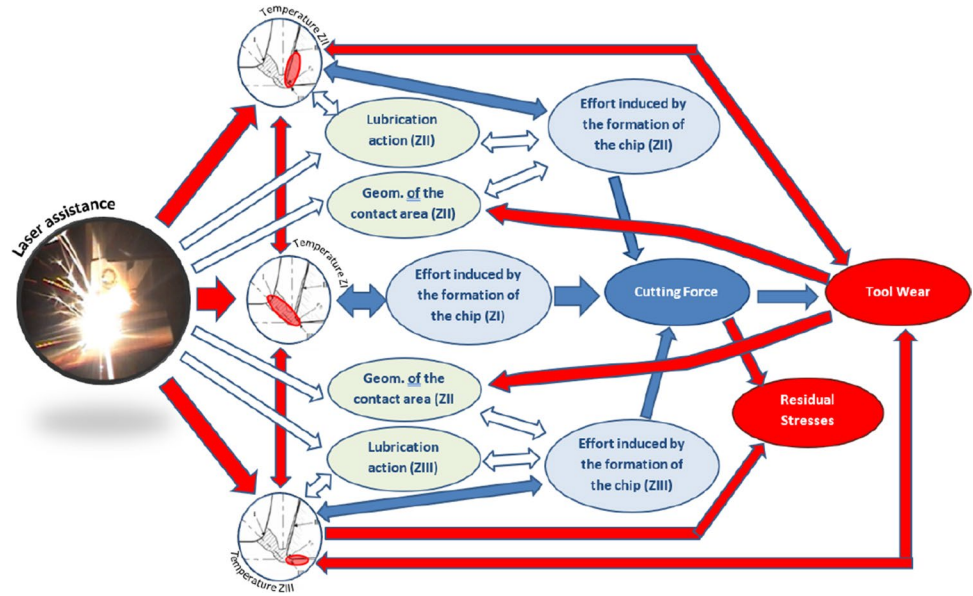 Temperature ZII
Lubrication
action (ZII)
Effort induced by
the formation of
the chip (ZII)
Geom. of the
contact area (ZII)
Laser assistance
Temperature ZI
Effort induced by
the formation of
the chip (ZI)
Cutting Force
Tool Wear
Geom. of the
contact area (ZII
Residual
Stresses
Lubrication
action (ZIII)
Effort induced by
the formation of
the chip (ZIII)
Temperature ZIII